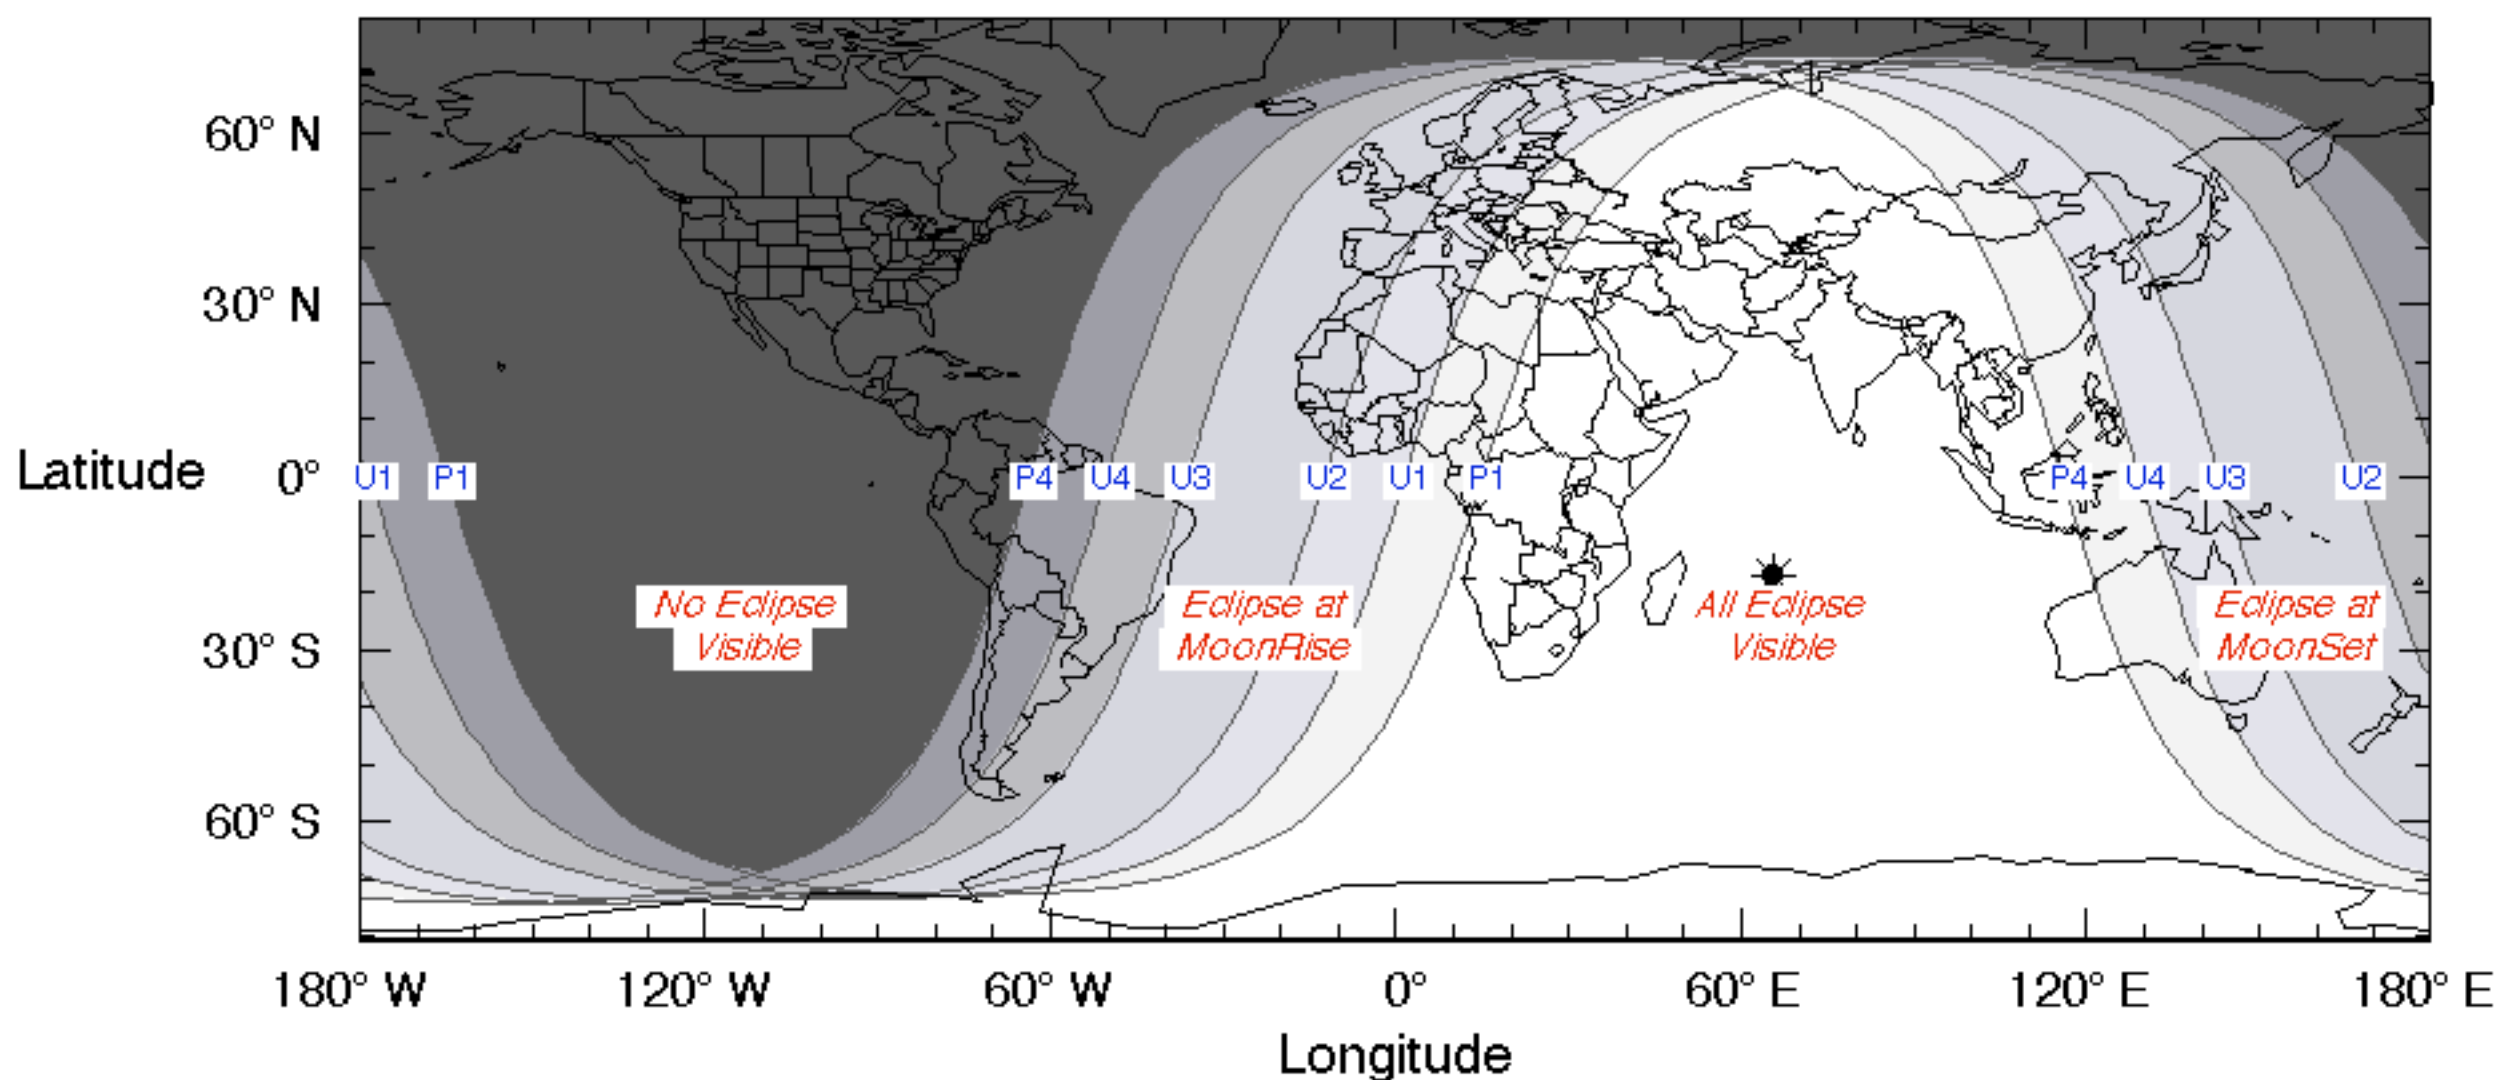 60° N
30° N
Latitude 0° U1 P1 P4 U4 U3 U2 U1 P1 P4 U4 U3 U2
No Eclipse
Visible
Eclipse at
MoonRise
All Eclipse
Visible
Eclipse at
MoonSet
30° S
60° S
180° W 120° W 60° W 0° 60° E 120° E 180° E
Longitude